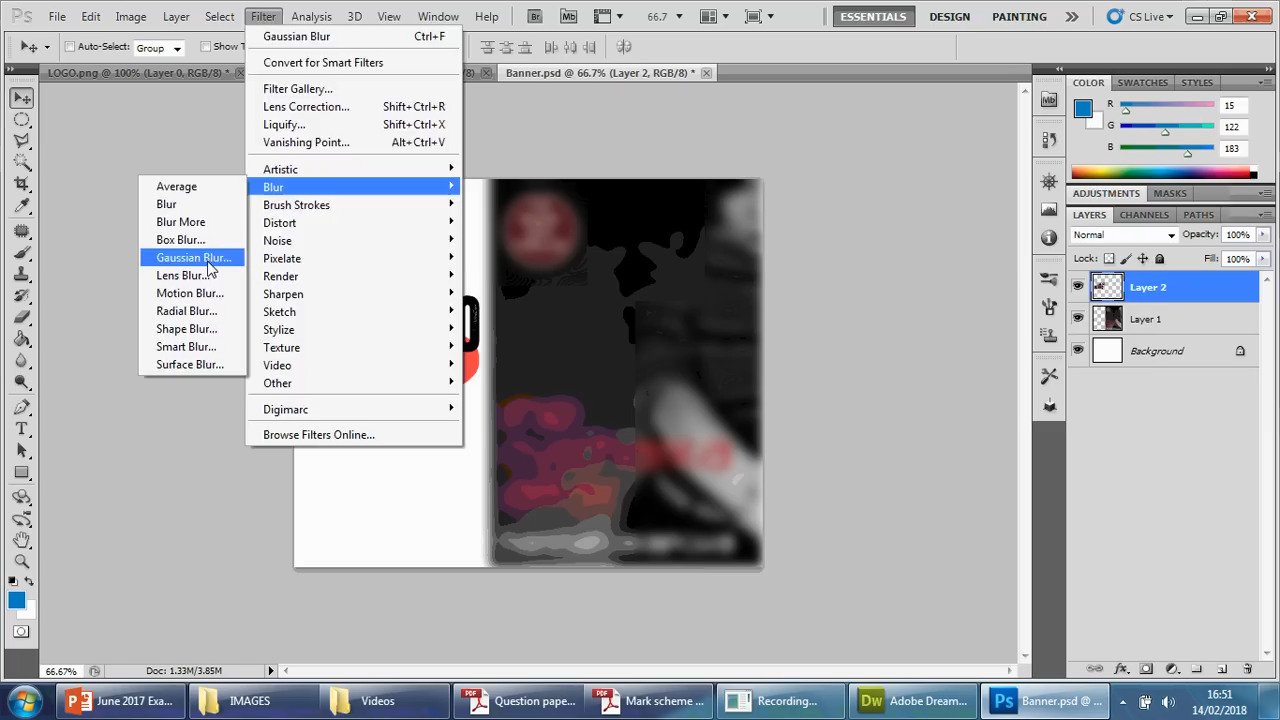 Ps File Edit Image Layer Select Filter Analysis 3D View Window Help Br Mb 66.7 ESSENTIALS DESIGN PAINTING CS Live
Auto-Select: Group Show T
LOGO.png @ 100% (Layer 0, RGB/8) * /8) * Banner.psd @ 66.7% (Layer 2, RGB/8) *
Gaussian Blur Ctrl+F
Convert for Smart Filters
Filter Gallery...
Lens Correction... Shift+Ctrl+R
Liquify... Shift+Ctrl+X
Vanishing Point... Alt+Ctrl+V
Artistic
Blur
Brush Strokes
Distort
Noise
Pixelate
Render
Sharpen
Sketch
Stylize
Texture
Video
Other
Digimarc
Browse Filters Online...
Average
Blur
Blur More
Box Blur...
Gaussian Blur...
Lens Blur...
Motion Blur...
Radial Blur...
Shape Blur...
Smart Blur...
Surface Blur...
COLOR SWATCHES STYLES
R 15
G 122
B 183
Mb
ADJUSTMENTS MASKS
LAYERS CHANNELS PATHS
Normal Opacity: 100%
Lock: Fill: 100%
Layer 2
Layer 1
Background
66.67% Doc: 1.33M/3.85M
June 2017 Exa... IMAGES Videos Question pape... Mark scheme ... Recording... Adobe Dream... Banner.psd @ ...
16:51
14/02/2018